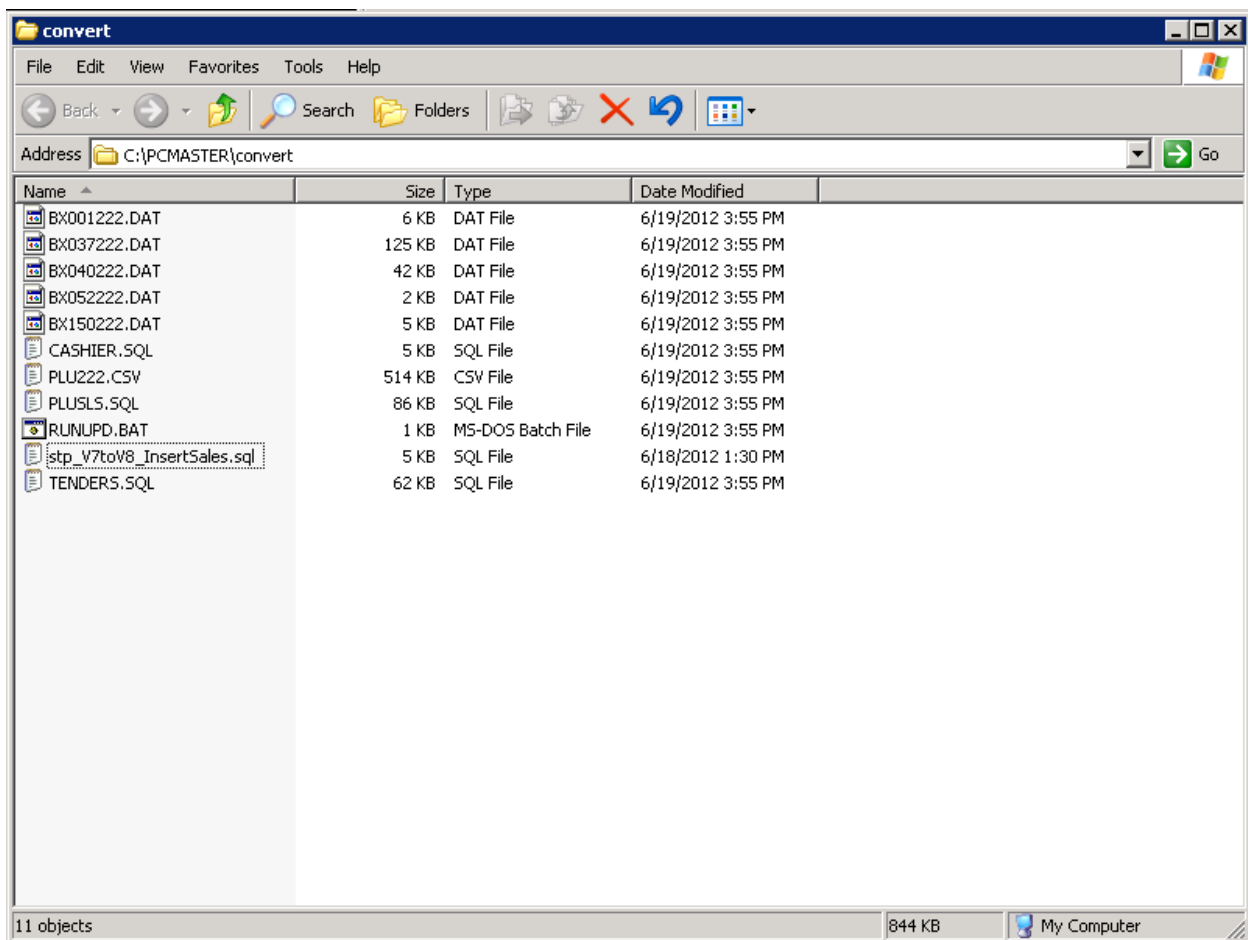 convert
File Edit View Favorites Tools Help
Back Search Folders
Address C:\PCMASTER\convert Go
Name Size Type Date Modified
BX001222.DAT 6 KB DAT File 6/19/2012 3:55 PM
BX037222.DAT 125 KB DAT File 6/19/2012 3:55 PM
BX040222.DAT 42 KB DAT File 6/19/2012 3:55 PM
BX052222.DAT 2 KB DAT File 6/19/2012 3:55 PM
BX150222.DAT 5 KB DAT File 6/19/2012 3:55 PM
CASHIER.SQL 5 KB SQL File 6/19/2012 3:55 PM
PLU222.CSV 514 KB CSV File 6/19/2012 3:55 PM
PLUSLS.SQL 86 KB SQL File 6/19/2012 3:55 PM
RUNUPD.BAT 1 KB MS-DOS Batch File 6/19/2012 3:55 PM
stp_V7toV8_InsertSales.sql 5 KB SQL File 6/18/2012 1:30 PM
TENDERS.SQL 62 KB SQL File 6/19/2012 3:55 PM
11 objects 844 KB My Computer